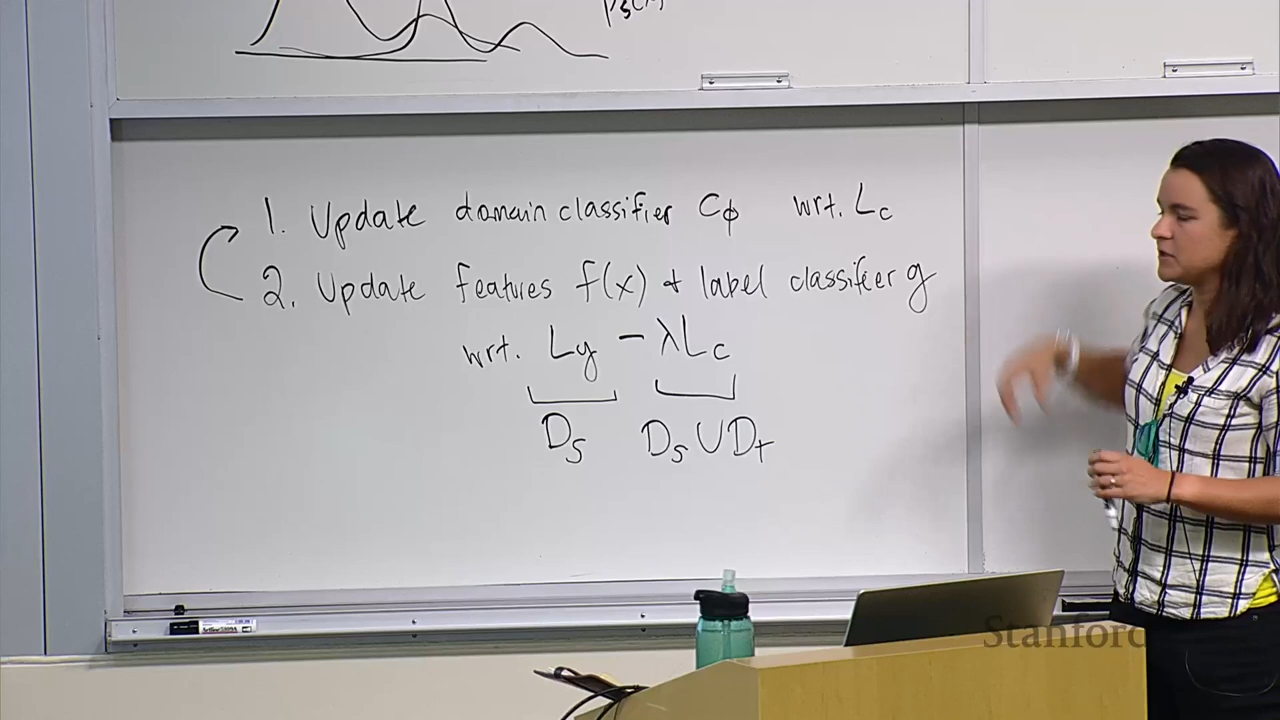 1. Update domain classifier Cϕ wrt. Lc
2. Update features f(x) + label classifier g
wrt. Ly - λLc
Ds Ds ∪ Dt
Stanford